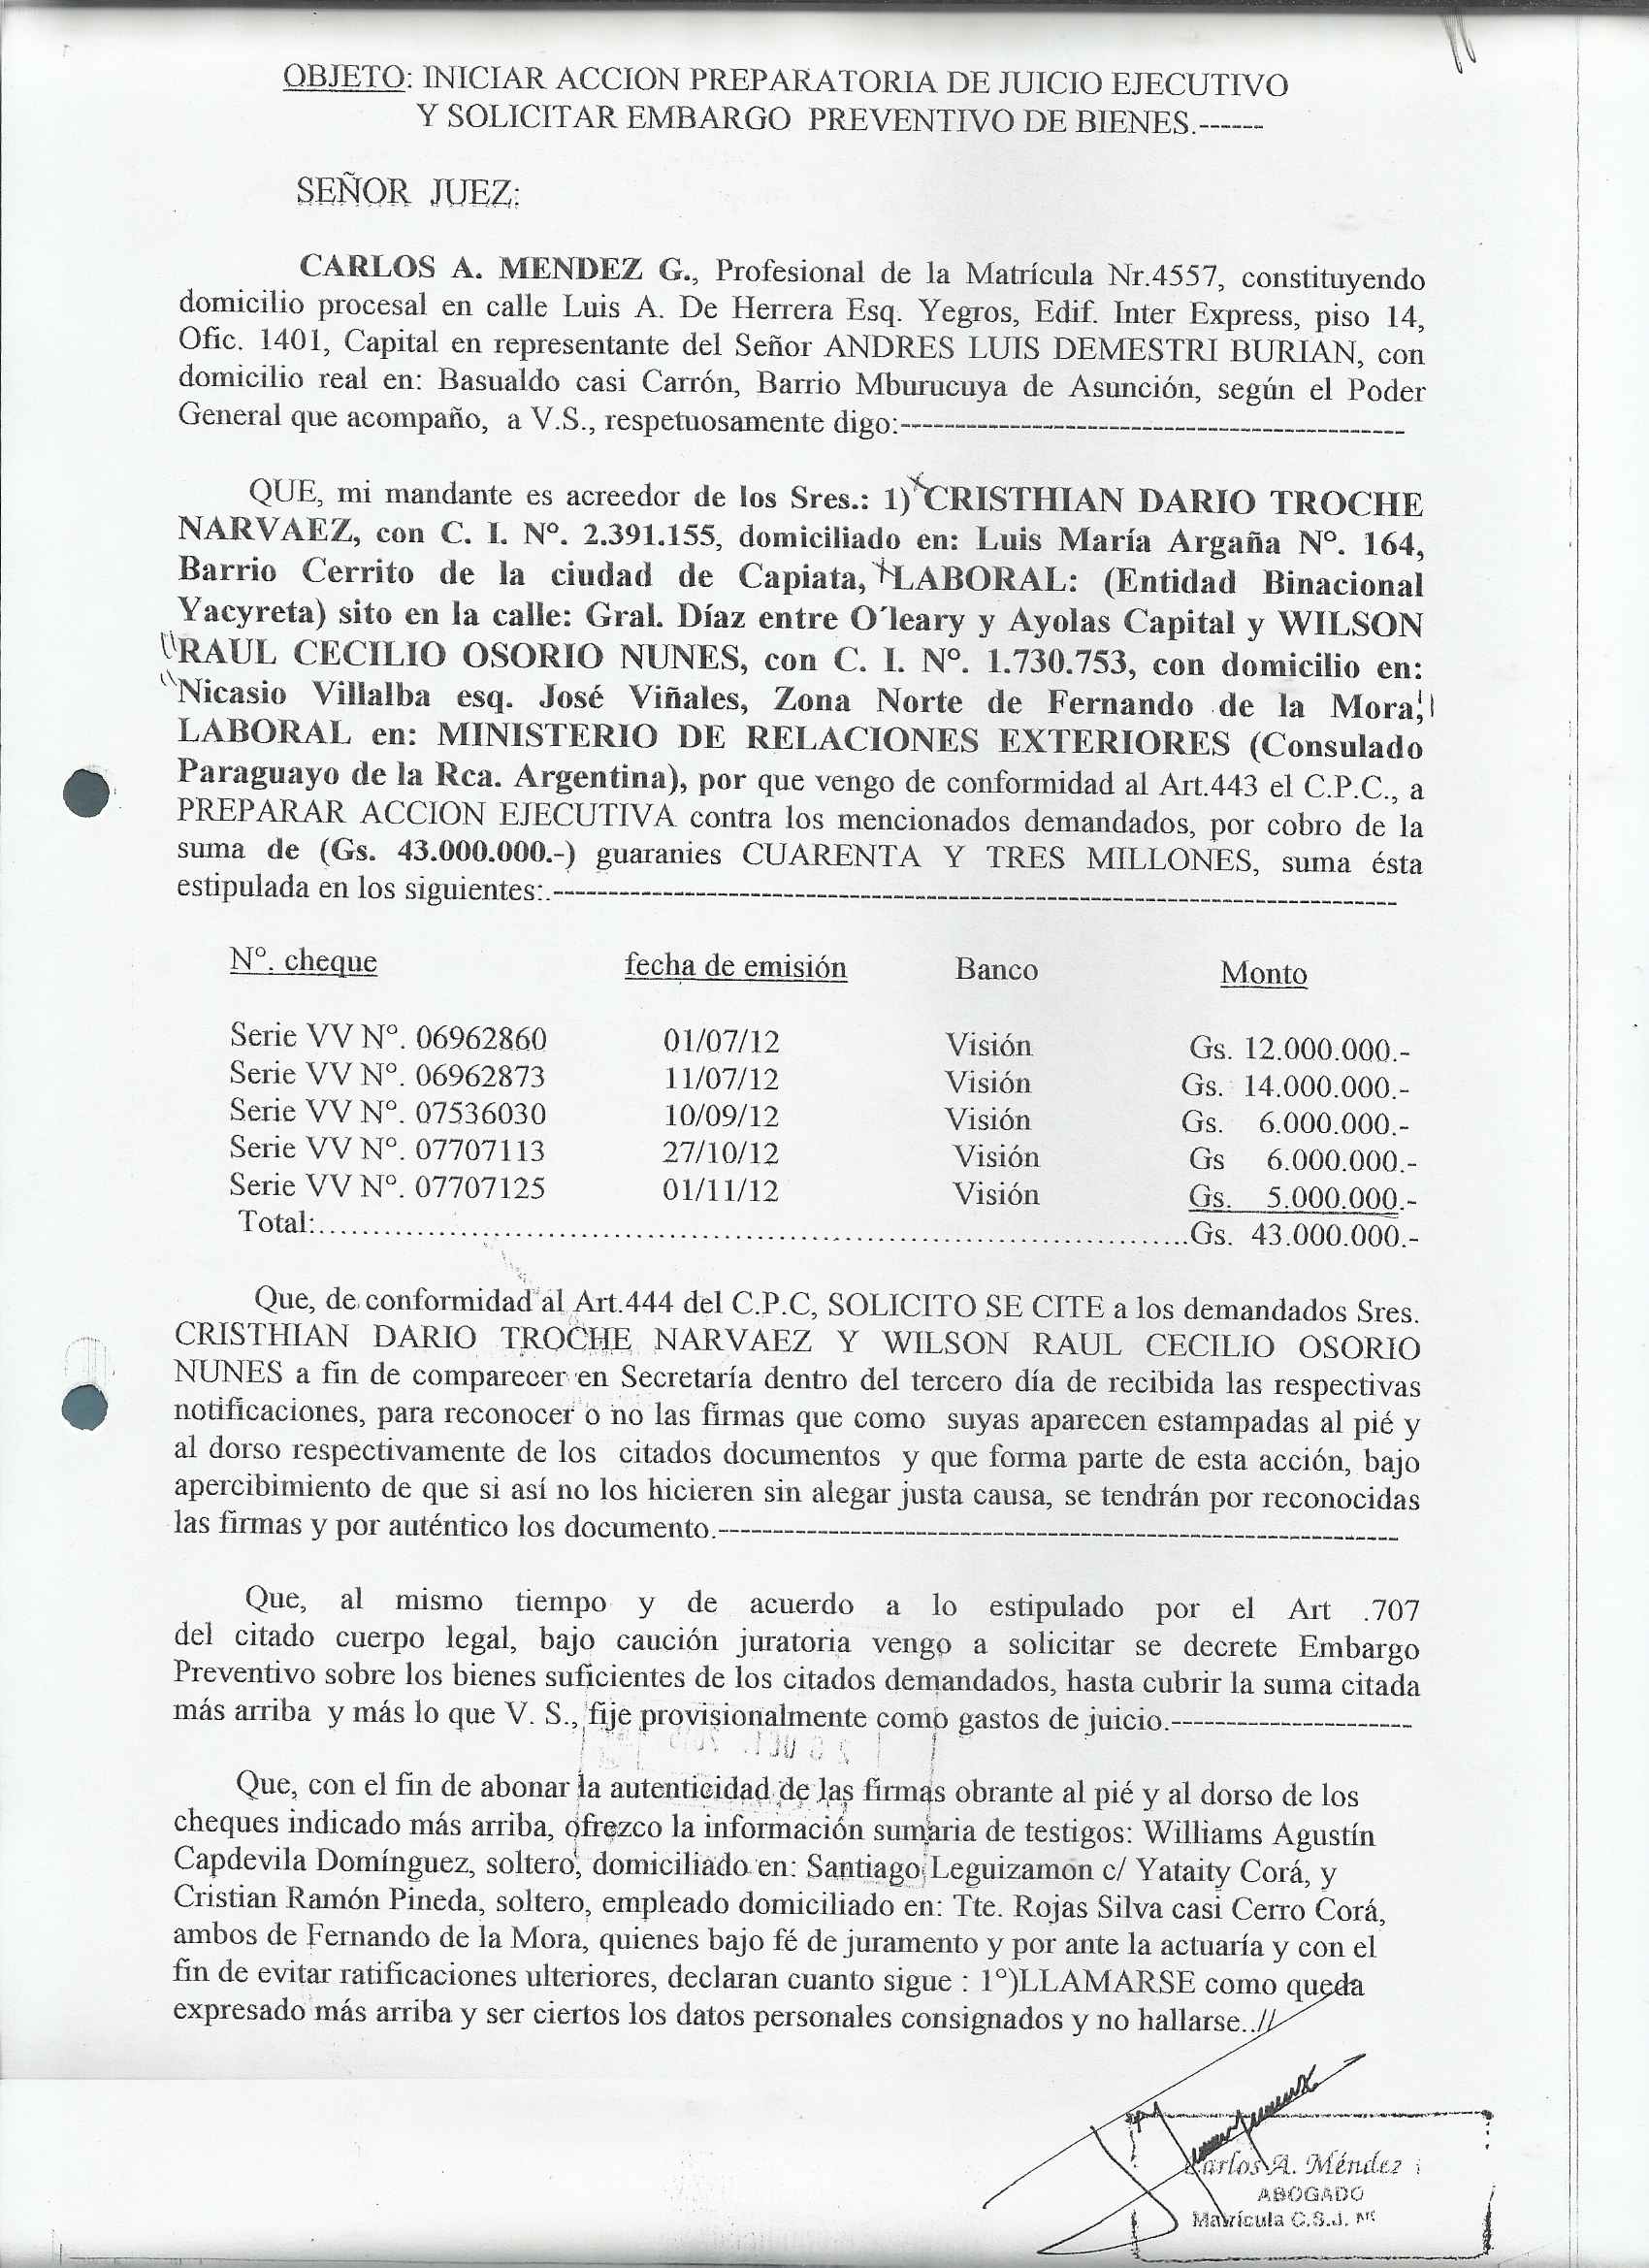 OBJETO: INICIAR ACCION PREPARATORIA DE JUICIO EJECUTIVO
Y SOLICITAR EMBARGO PREVENTIVO DE BIENES.------
SEÑOR JUEZ:
CARLOS A. MENDEZ G., Profesional de la Matrícula Nr.4557, constituyendo
domicilio procesal en calle Luis A. De Herrera Esq. Yegros, Edif. Inter Express, piso 14,
Ofic. 1401, Capital en representante del Señor ANDRES LUIS DEMESTRI BURIAN, con
domicilio real en: Basualdo casi Carrón, Barrio Mburucuya de Asunción, según el Poder
General que acompaño, a V.S., respetuosamente digo:-----------------------------------------------
QUE, mi mandante es acreedor de los Sres.: 1) CRISTHIAN DARIO TROCHE
NARVAEZ, con C. I. Nº. 2.391.155, domiciliado en: Luis María Argaña Nº. 164,
Barrio Cerrito de la ciudad de Capiata, LABORAL: (Entidad Binacional
Yacyreta) sito en la calle: Gral. Díaz entre O´leary y Ayolas Capital y WILSON
RAUL CECILIO OSORIO NUNES, con C. I. Nº. 1.730.753, con domicilio en:
Nicasio Villalba esq. José Viñales, Zona Norte de Fernando de la Mora,
LABORAL en: MINISTERIO DE RELACIONES EXTERIORES (Consulado
Paraguayo de la Rca. Argentina), por que vengo de conformidad al Art.443 el C.P.C., a
PREPARAR ACCION EJECUTIVA contra los mencionados demandados, por cobro de la
suma de (Gs. 43.000.000.-) guaranies CUARENTA Y TRES MILLONES, suma ésta
estipulada en los siguientes:.-------------------------------------------------------------------------------
Nº. cheque fecha de emisión Banco Monto
Serie VV Nº. 06962860 01/07/12 Visión Gs. 12.000.000.-
Serie VV Nº. 06962873 11/07/12 Visión Gs. 14.000.000.-
Serie VV Nº. 07536030 10/09/12 Visión Gs. 6.000.000.-
Serie VV Nº. 07707113 27/10/12 Visión Gs 6.000.000.-
Serie VV Nº. 07707125 01/11/12 Visión Gs. 5.000.000.-
Total:................................................................................Gs. 43.000.000.-
Que, de conformidad al Art.444 del C.P.C, SOLICITO SE CITE a los demandados Sres.
CRISTHIAN DARIO TROCHE NARVAEZ Y WILSON RAUL CECILIO OSORIO
NUNES a fin de comparecer en Secretaría dentro del tercero día de recibida las respectivas
notificaciones, para reconocer o no las firmas que como suyas aparecen estampadas al pié y
al dorso respectivamente de los citados documentos y que forma parte de esta acción, bajo
apercibimiento de que si así no los hicieren sin alegar justa causa, se tendrán por reconocidas
las firmas y por auténtico los documento.---------------------------------------------------------------
Que, al mismo tiempo y de acuerdo a lo estipulado por el Art .707
del citado cuerpo legal, bajo caución juratoria vengo a solicitar se decrete Embargo
Preventivo sobre los bienes suficientes de los citados demandados, hasta cubrir la suma citada
más arriba y más lo que V. S., fije provisionalmente como gastos de juicio.----------------------
Que, con el fin de abonar la autenticidad de las firmas obrante al pié y al dorso de los
cheques indicado más arriba, ofrezco la información sumaria de testigos: Williams Agustín
Capdevila Domínguez, soltero, domiciliado en: Santiago Leguizamon c/ Yataity Corá, y
Cristian Ramón Pineda, soltero, empleado domiciliado en: Tte. Rojas Silva casi Cerro Corá,
ambos de Fernando de la Mora, quienes bajo fé de juramento y por ante la actuaría y con el
fin de evitar ratificaciones ulteriores, declaran cuanto sigue : 1º)LLAMARSE como queda
expresado más arriba y ser ciertos los datos personales consignados y no hallarse..//
Carlos A. Méndez
ABOGADO
Matrícula C.S.J. Nº